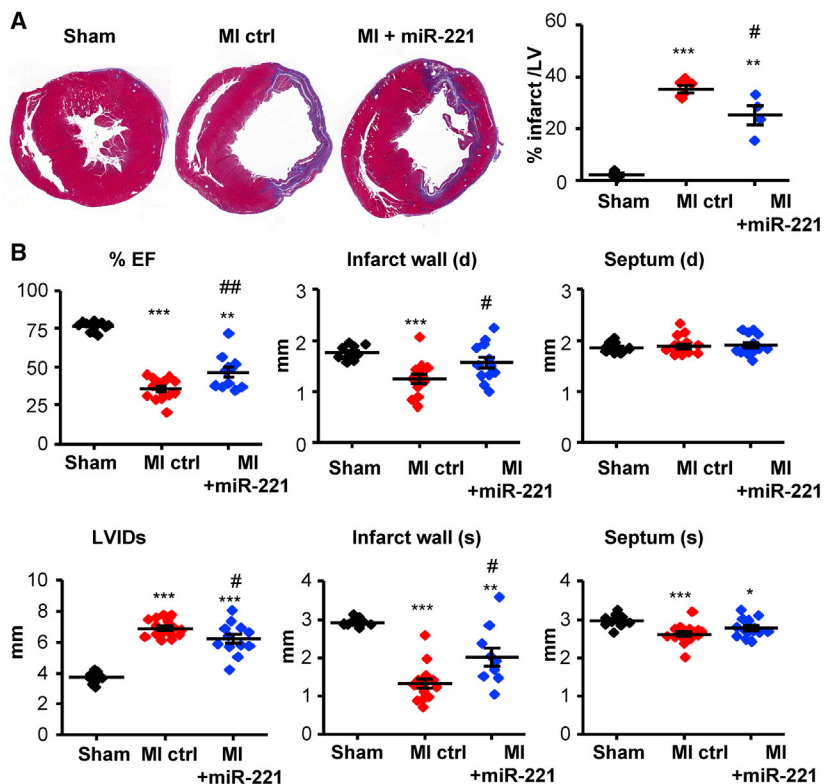 A
Sham
MI ctrl
MI + miR-221
% infarct /LV
60
40
20
0
***
#
**
Sham
MI ctrl
MI
+miR-221
B
% EF
100
75
50
25
0
***
##
**
Sham
MI ctrl
MI
+miR-221
Infarct wall (d)
mm
3
2
1
0
***
#
Sham
MI ctrl
MI
+miR-221
Septum (d)
mm
3
2
1
0
Sham
MI ctrl
MI
+miR-221
LVIDs
mm
10
8
6
4
2
0
***
#
***
Sham
MI ctrl
MI
+miR-221
Infarct wall (s)
mm
4
3
2
1
0
***
#
**
Sham
MI ctrl
MI
+miR-221
Septum (s)
mm
4
3
2
1
0
***
*
Sham
MI ctrl
MI
+miR-221